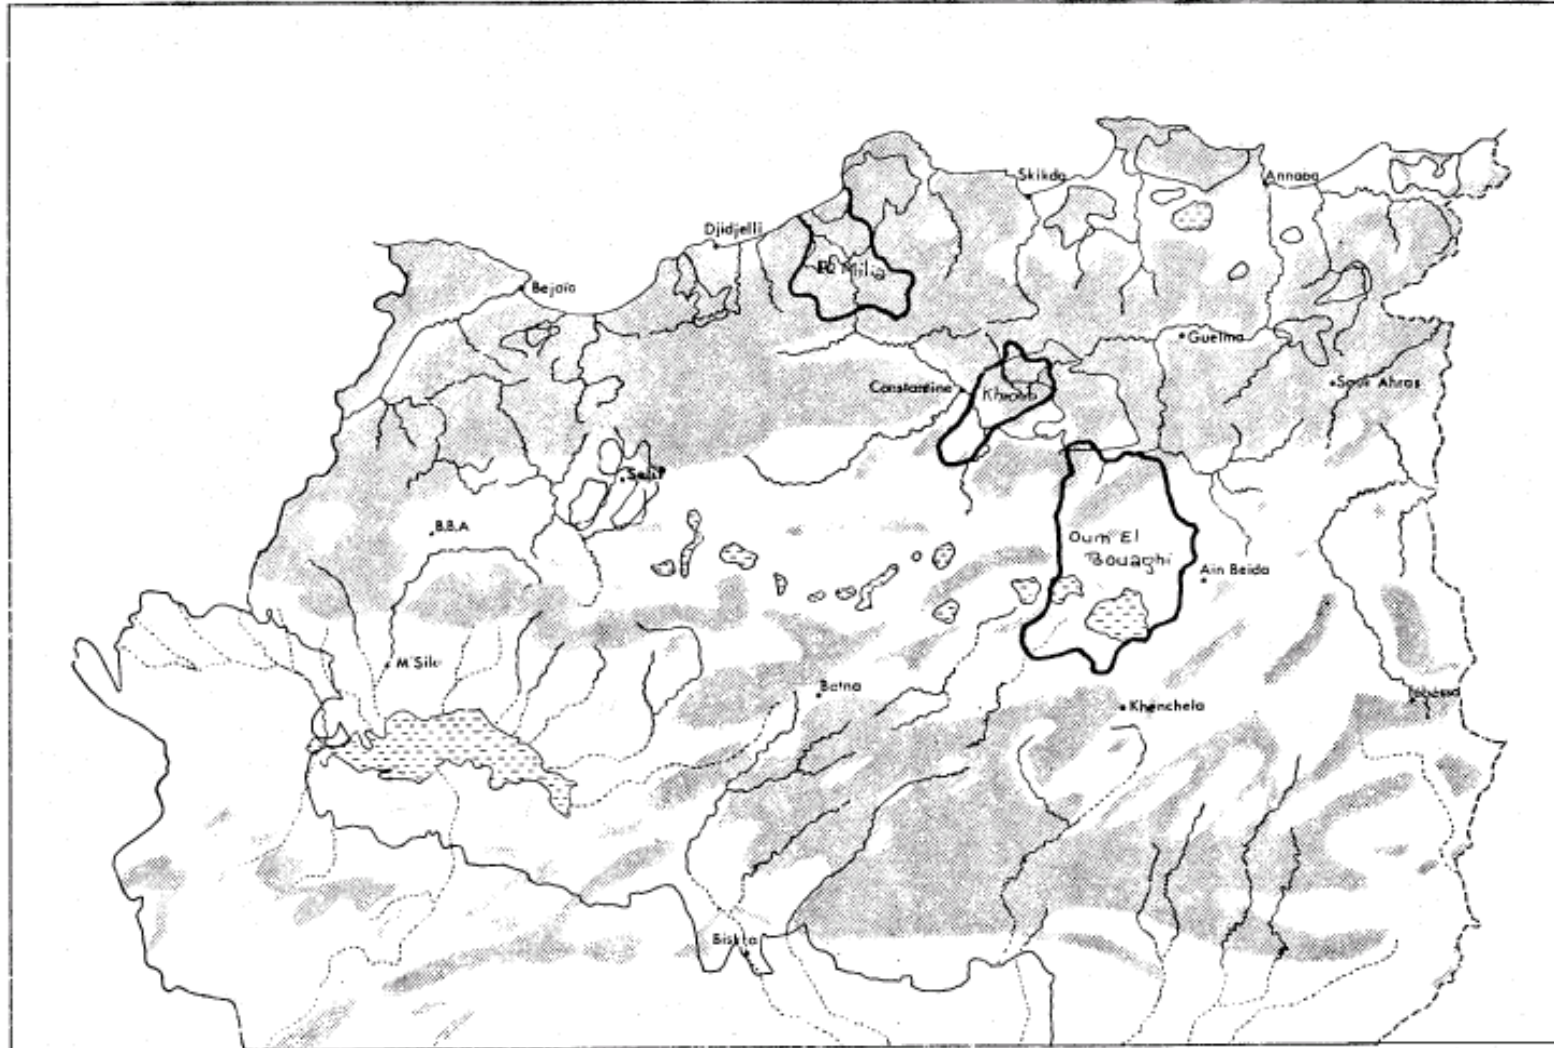 Skikda
Annaba
Djidjelli
El Milia
Bejaïa
Guelma
Constantine
Khroub
Souk Ahras
Setif
B.B.A
Oum El
Bouaghi
Ain Beida
M'Sila
Batna
Khenchela
Tebessa
Biskra